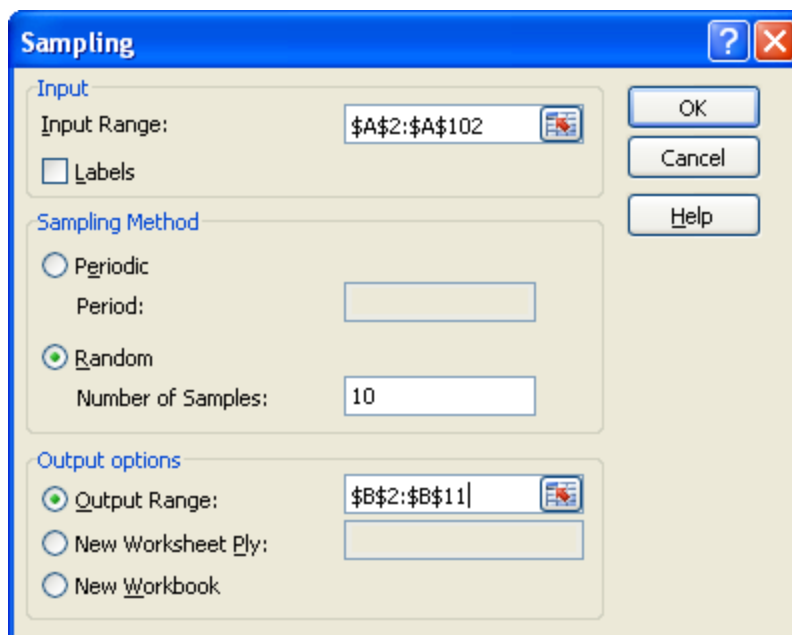 Sampling
Input
Input Range:
$A$2:$A$102
Labels
OK
Cancel
Help
Sampling Method
Periodic
Period:
Random
Number of Samples:
10
Output options
Output Range:
$B$2:$B$11
New Worksheet Ply:
New Workbook